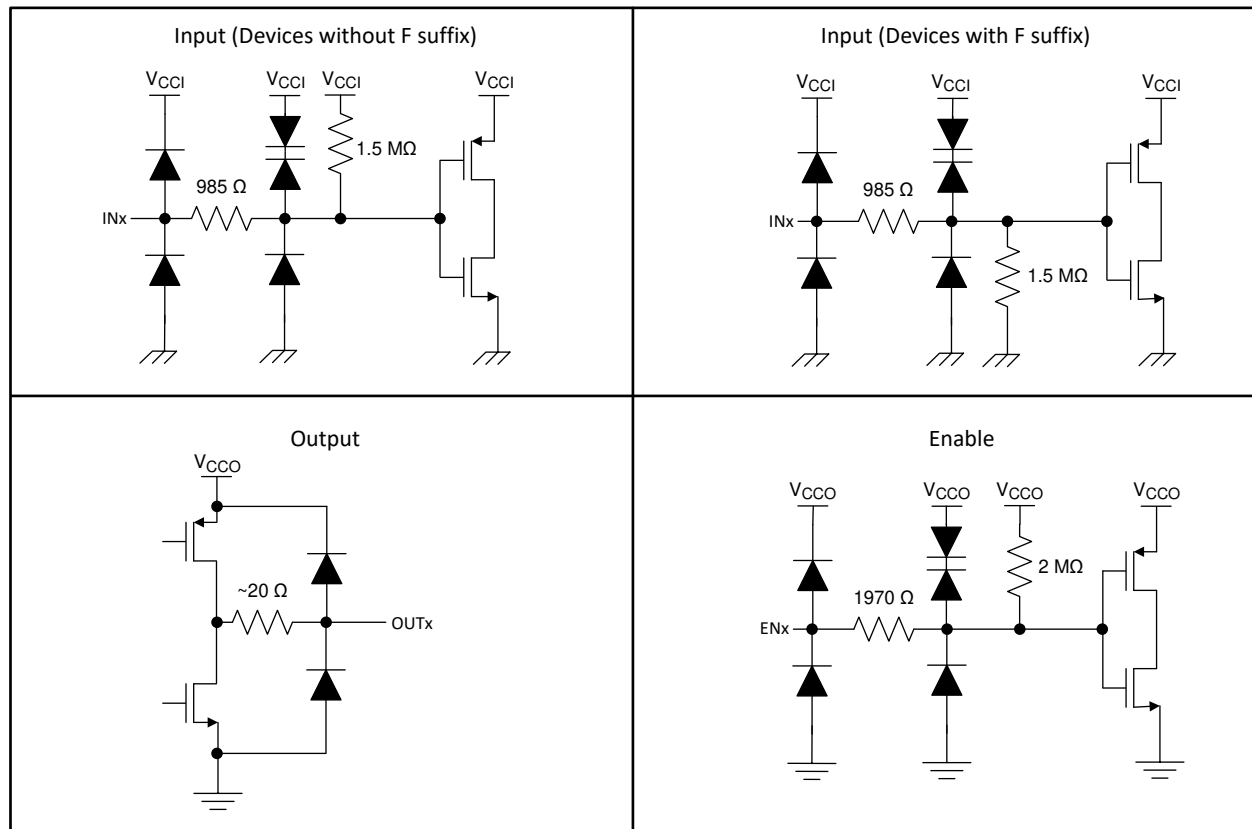 Input (Devices without F suffix)
VCCI
VCCI
VCCI
VCCI
1.5 MΩ
985 Ω
INx
Input (Devices with F suffix)
VCCI
VCCI
VCCI
985 Ω
INx
1.5 MΩ
Output
VCCO
~20 Ω
OUTx
Enable
VCCO
VCCO
VCCO
VCCO
2 MΩ
1970 Ω
ENx